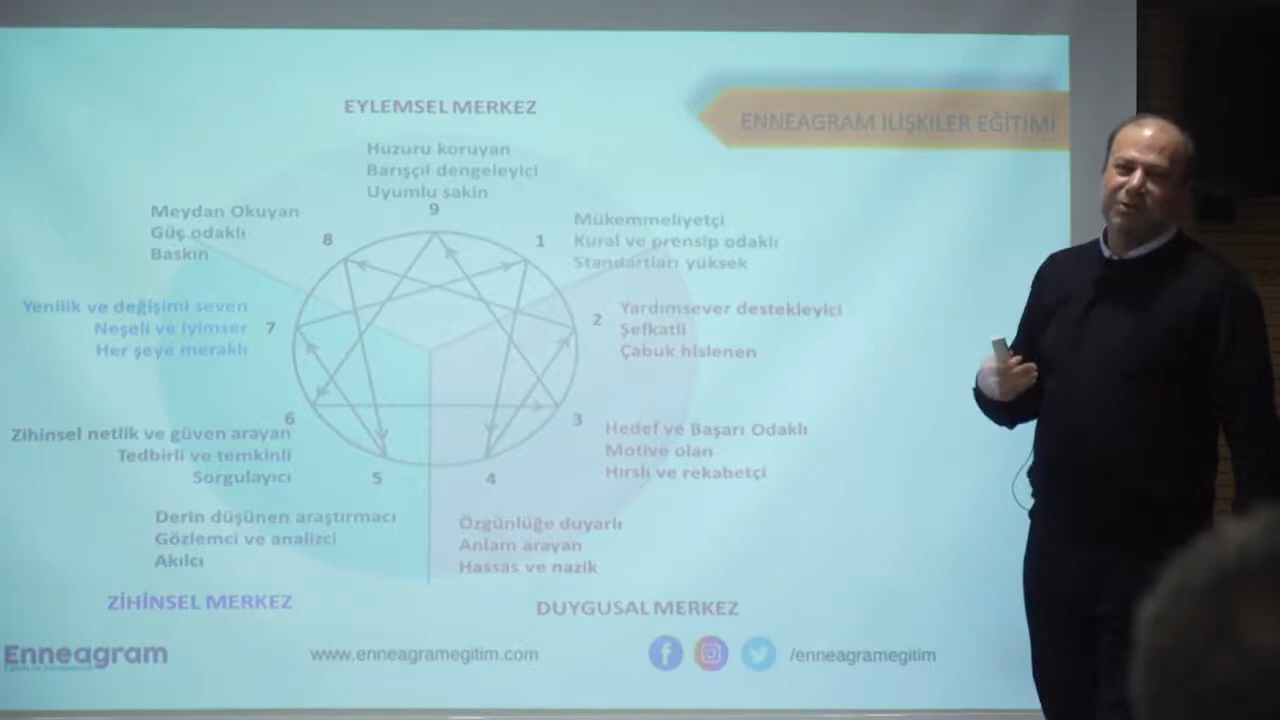 EYLEMSEL MERKEZ
ENNEAGRAM İLİŞKİLER EĞİTİMİ
Huzuru koruyan
Barışçıl dengeleyici
Uyumlu sakin
9
Meydan Okuyan
Güç odaklı
Baskın
8
1
Mükemmeliyetçi
Kural ve prensip odaklı
Standartları yüksek
Yenilik ve değişimi seven
Neşeli ve iyimser
Her şeye meraklı
7
2
Yardımsever destekleyici
Şefkatli
Çabuk hislenen
6
Zihinsel netlik ve güven arayan
Tedbirli ve temkinli
Sorgulayıcı
3
Hedef ve Başarı Odaklı
Motive olan
Hırslı ve rekabetçi
5
4
Derin düşünen araştırmacı
Gözlemci ve analizci
Akılcı
Özgünlüğe duyarlı
Anlam arayan
Hassas ve nazik
ZİHİNSEL MERKEZ
DUYGUSAL MERKEZ
Enneagram
www.enneagramegitim.com
/enneagramegitim